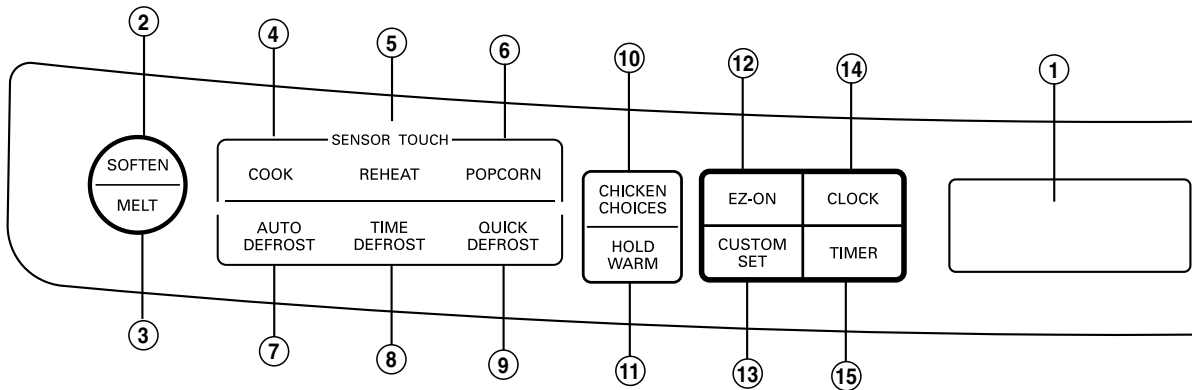 2
4
5
6
10
12
14
1
SENSOR TOUCH
SOFTEN
MELT
COOK
REHEAT
POPCORN
AUTO
DEFROST
TIME
DEFROST
QUICK
DEFROST
CHICKEN
CHOICES
HOLD
WARM
EZ-ON
CLOCK
CUSTOM
SET
TIMER
3
7
8
9
11
13
15